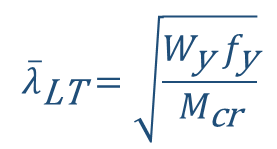 λ̄_LT = √(W_y f_y / M_cr)